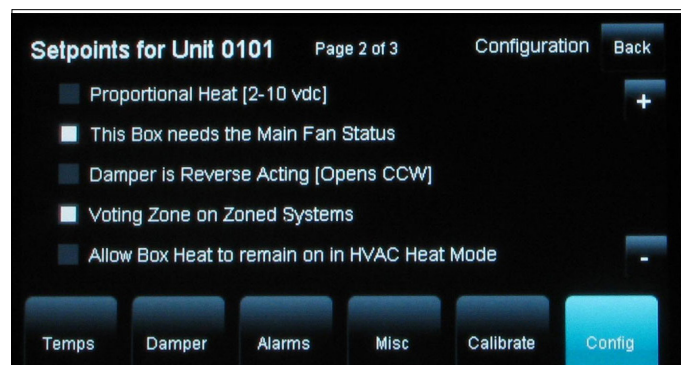 Setpoints for Unit 0101 Page 2 of 3 Configuration Back
Proportional Heat [2-10 vdc]
+
This Box needs the Main Fan Status
Damper is Reverse Acting [Opens CCW]
Voting Zone on Zoned Systems
Allow Box Heat to remain on in HVAC Heat Mode
-
Temps Damper Alarms Misc Calibrate Config